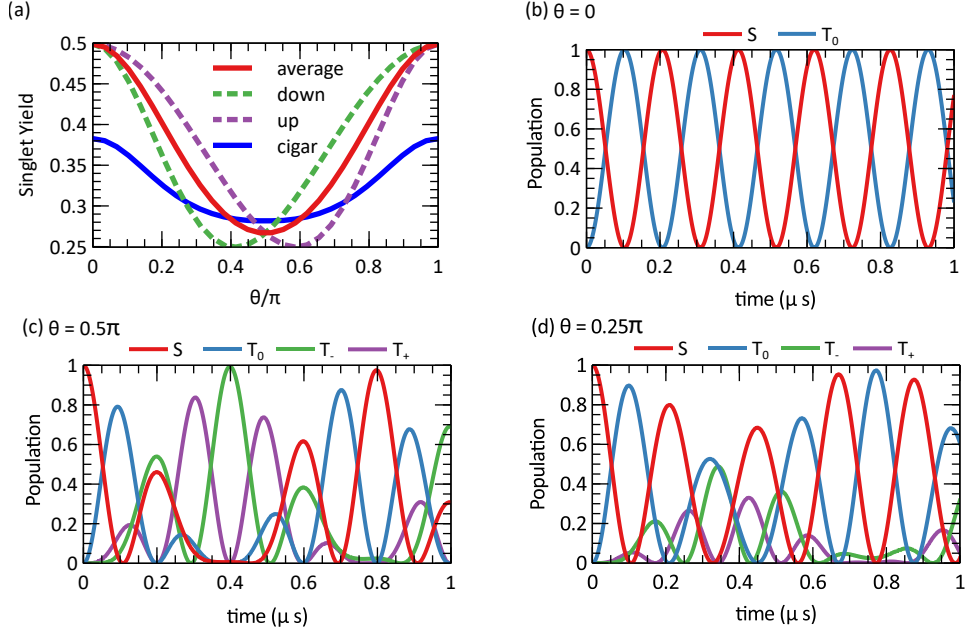 (a)
0.5
0.45
0.4
0.35
0.3
0.25
Singlet Yield
average
down
up
cigar
0 0.2 0.4 0.6 0.8 1
θ/π
(b) θ = 0
S T₀
1
0.8
0.6
0.4
0.2
0
Population
0 0.2 0.4 0.6 0.8 1
time (μ s)
(c) θ = 0.5π
S T₀ T₋ T₊
1
0.8
0.6
0.4
0.2
0
Population
0 0.2 0.4 0.6 0.8 1
time (μ s)
(d) θ = 0.25π
S T₀ T₋ T₊
1
0.8
0.6
0.4
0.2
0
Population
0 0.2 0.4 0.6 0.8 1
time (μ s)